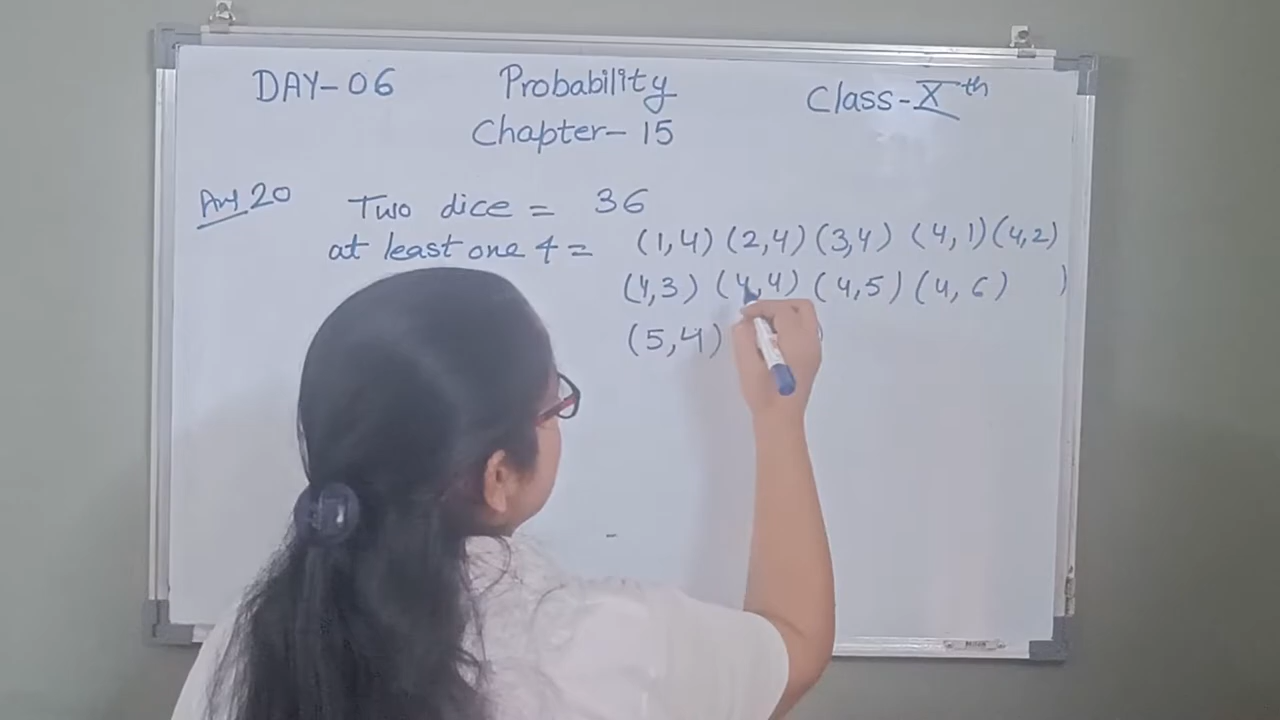 DAY-06 Probability Class-Xth
Chapter-15
Ans 20 Two dice = 36
at least one 4 = (1,4) (2,4) (3,4) (4,1) (4,2)
(4,3) (4,4) (4,5) (4,6) )
(5,4) )